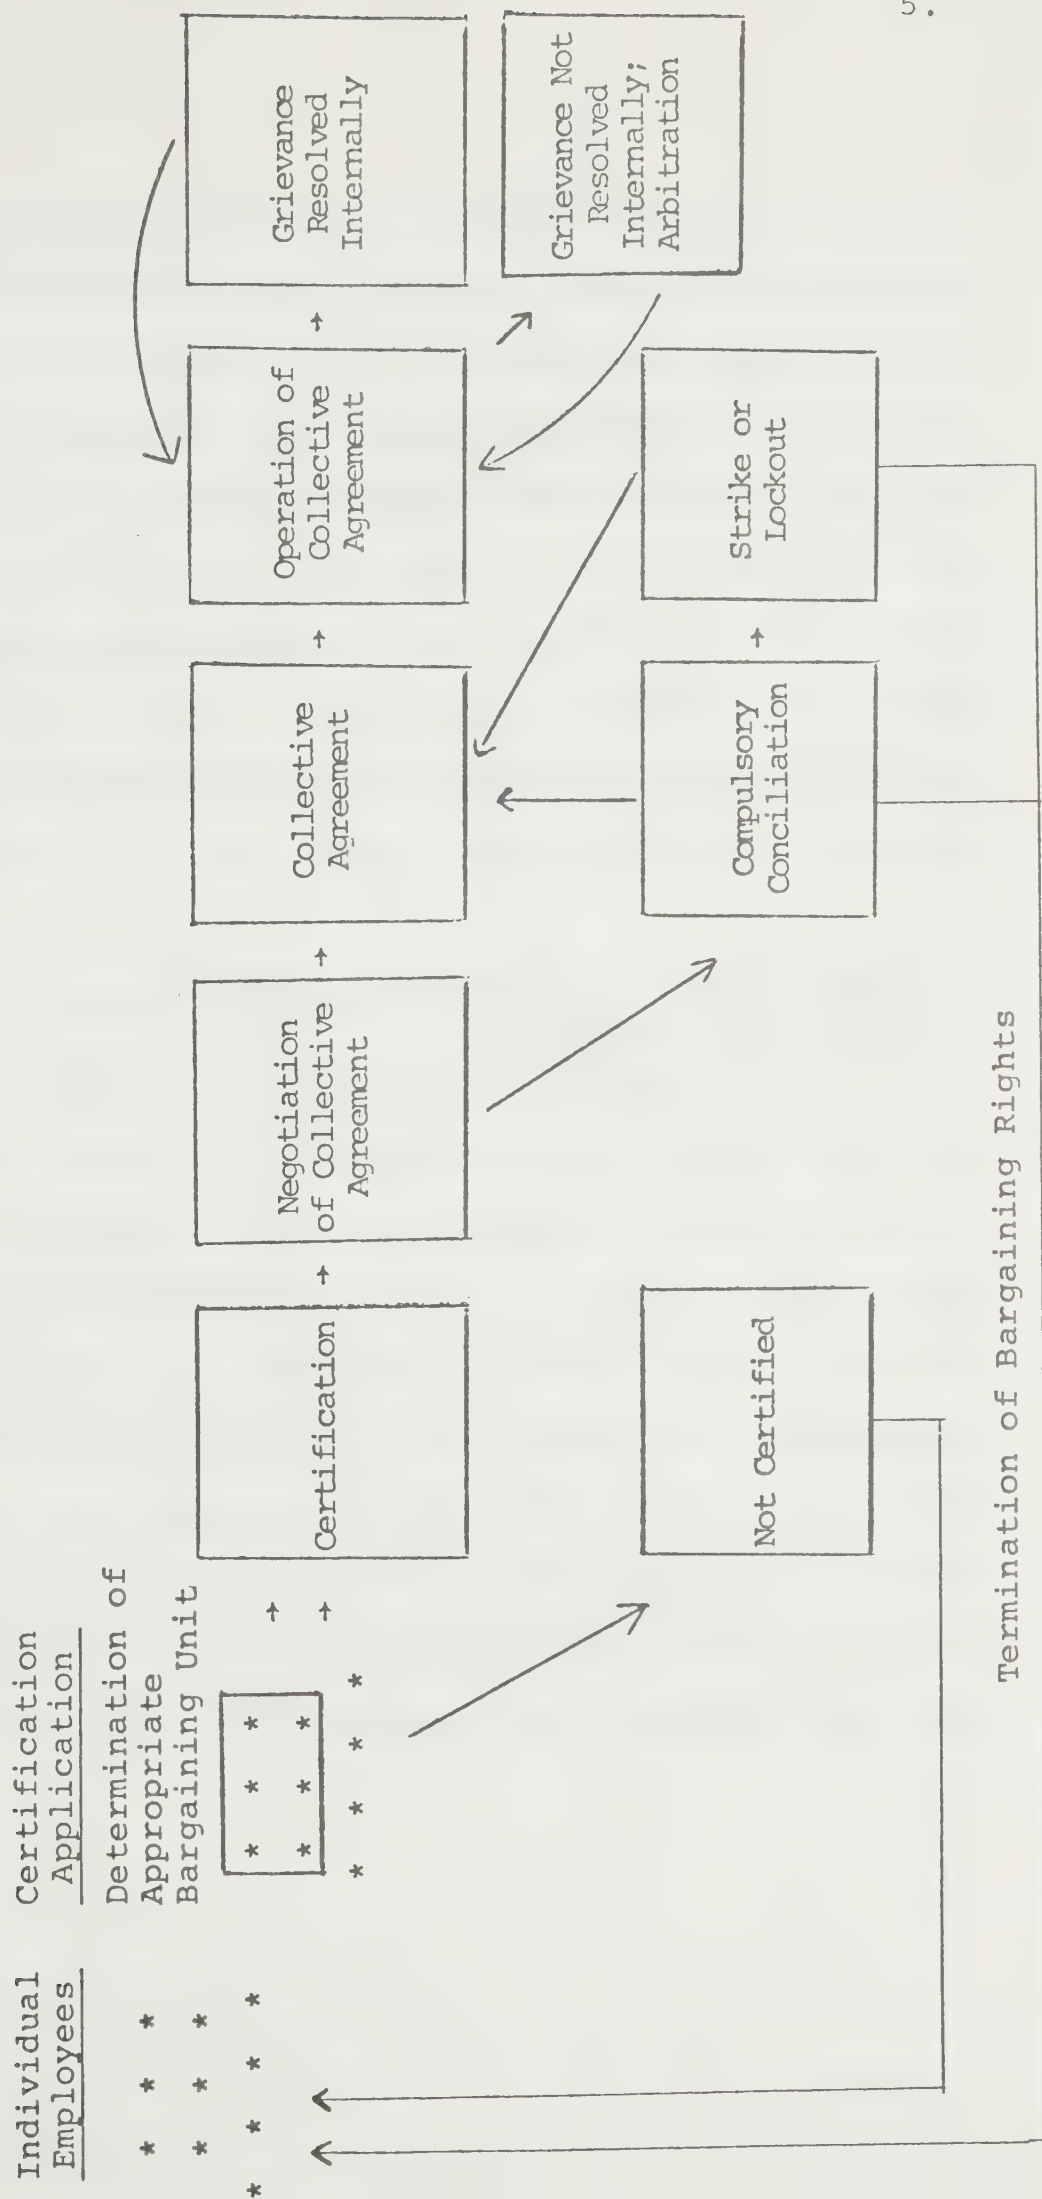 5.
Individual
Employees
* * *
* * *
* * * *
Certification
Application
Determination of
Appropriate
Bargaining Unit
* * *
* * *
* * * *
Certification
Negotiation
of Collective
Agreement
Collective
Agreement
Operation of
Collective
Agreement
Grievance
Resolved
Internally
Grievance Not
Resolved
Internally;
Arbitration
Not Certified
Compulsory
Conciliation
Strike or
Lockout
Termination of Bargaining Rights